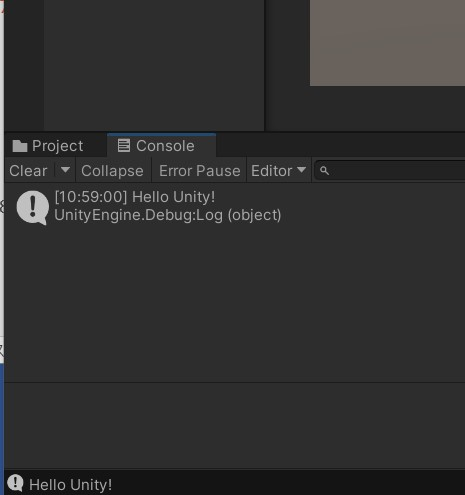 Project Console
Clear Collapse Error Pause Editor
[10:59:00] Hello Unity!
UnityEngine.Debug:Log (object)
Hello Unity!